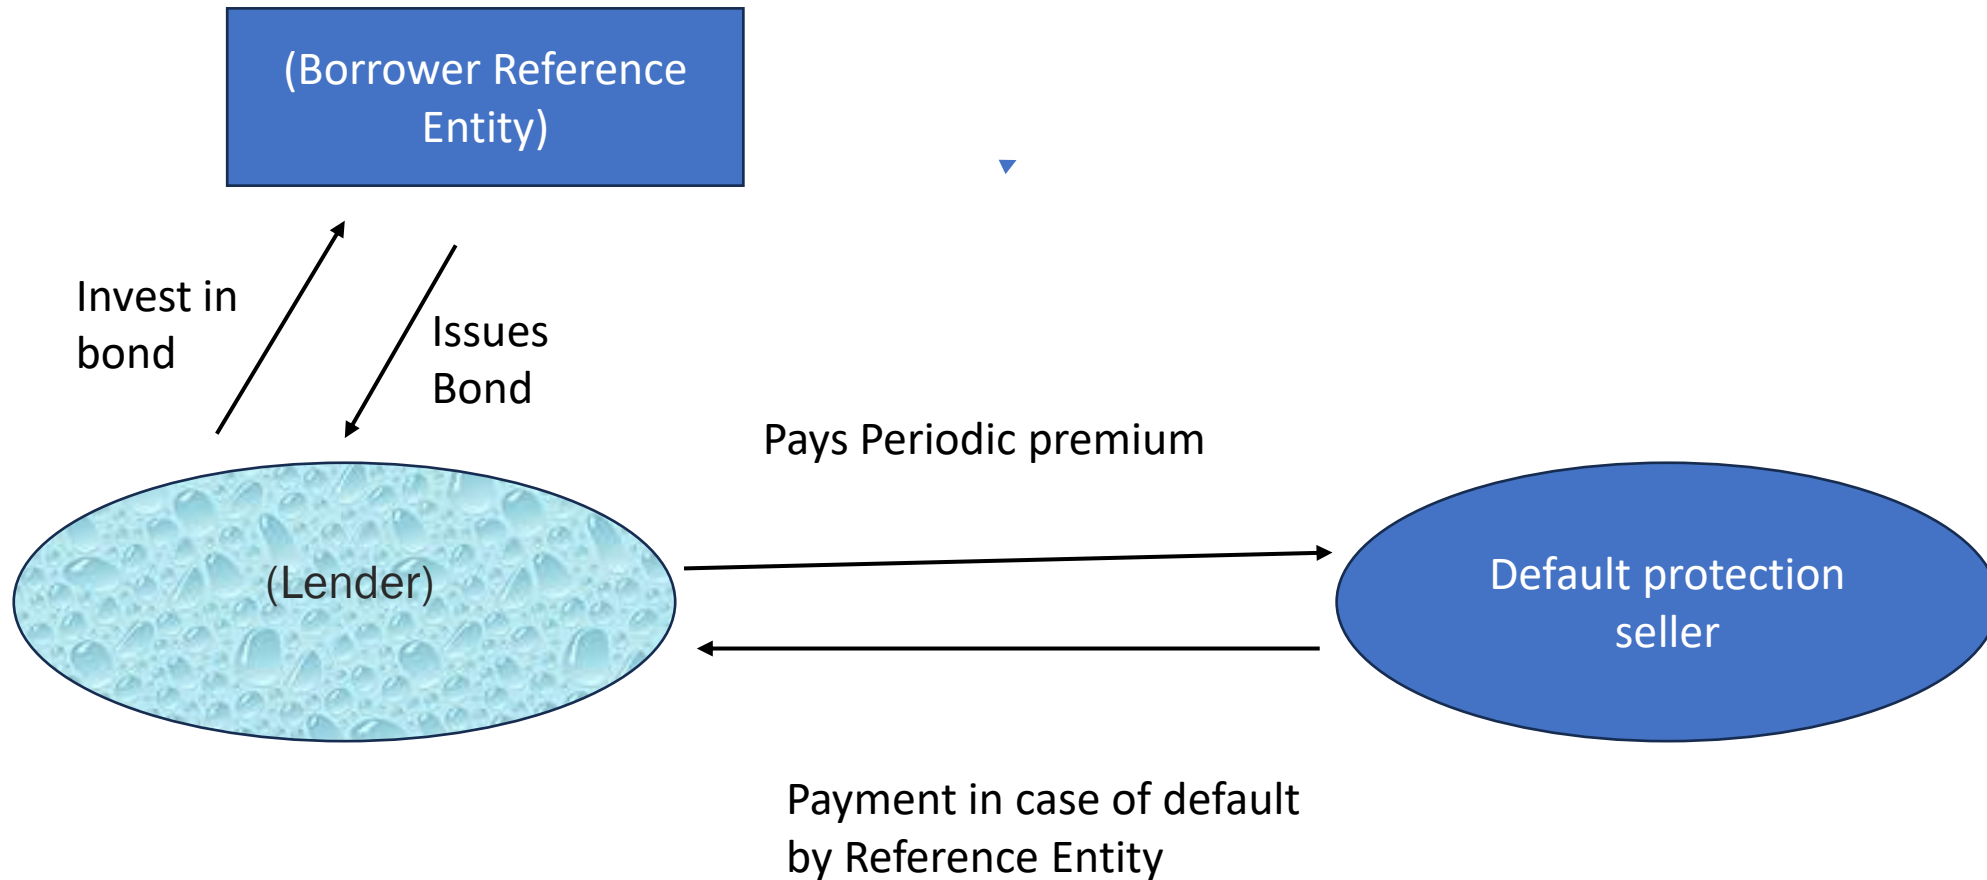 (Borrower Reference
Entity)
Invest in
bond
Issues
Bond
Pays Periodic premium
(Lender)
Default protection
seller
Payment in case of default
by Reference Entity